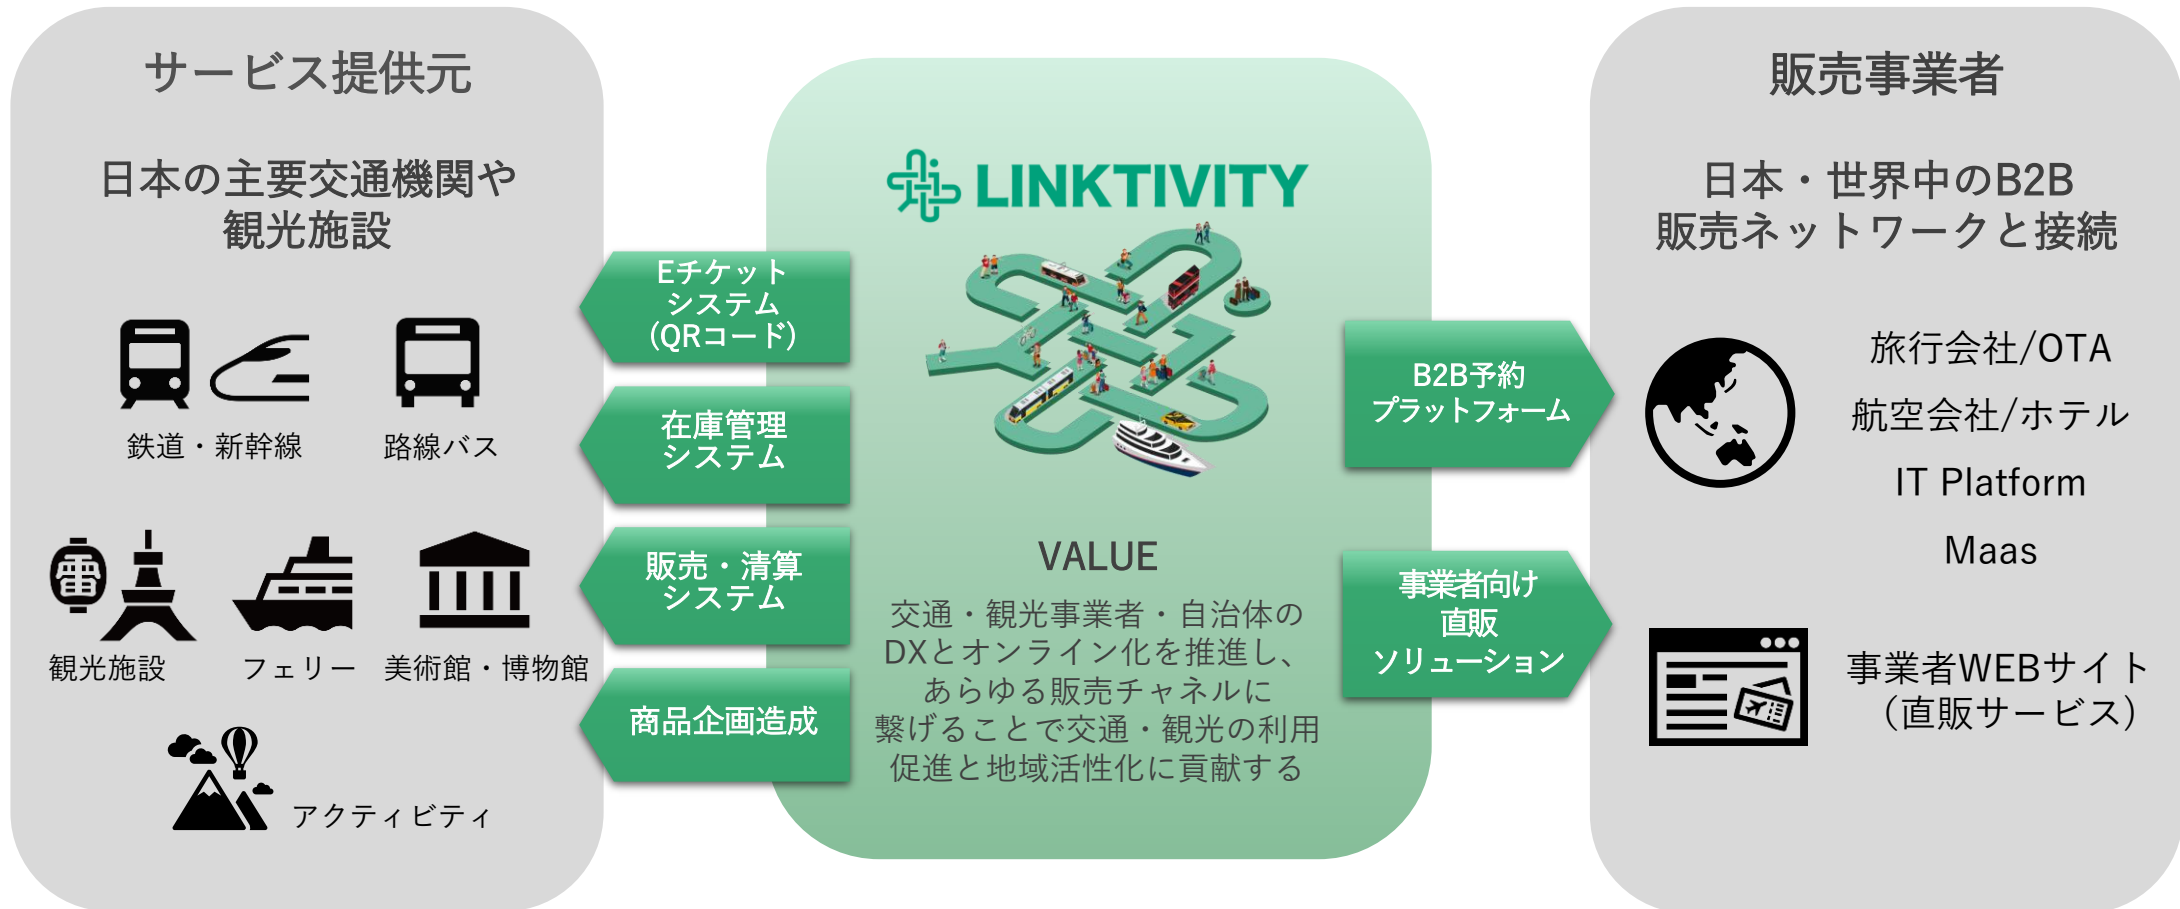 サービス提供元
日本の主要交通機関や
観光施設
鉄道・新幹線
路線バス
電
観光施設
フェリー
美術館・博物館
アクティビティ
Eチケット
システム
（QRコード）
在庫管理
システム
販売・清算
システム
商品企画造成
LINKTIVITY
VALUE
交通・観光事業者・自治体の
DXとオンライン化を推進し、
あらゆる販売チャネルに
繋げることで交通・観光の利用
促進と地域活性化に貢献する
B2B予約
プラットフォーム
事業者向け
直販
ソリューション
販売事業者
日本・世界中のB2B
販売ネットワークと接続
旅行会社/OTA
航空会社/ホテル
IT Platform
Maas
事業者WEBサイト
（直販サービス）